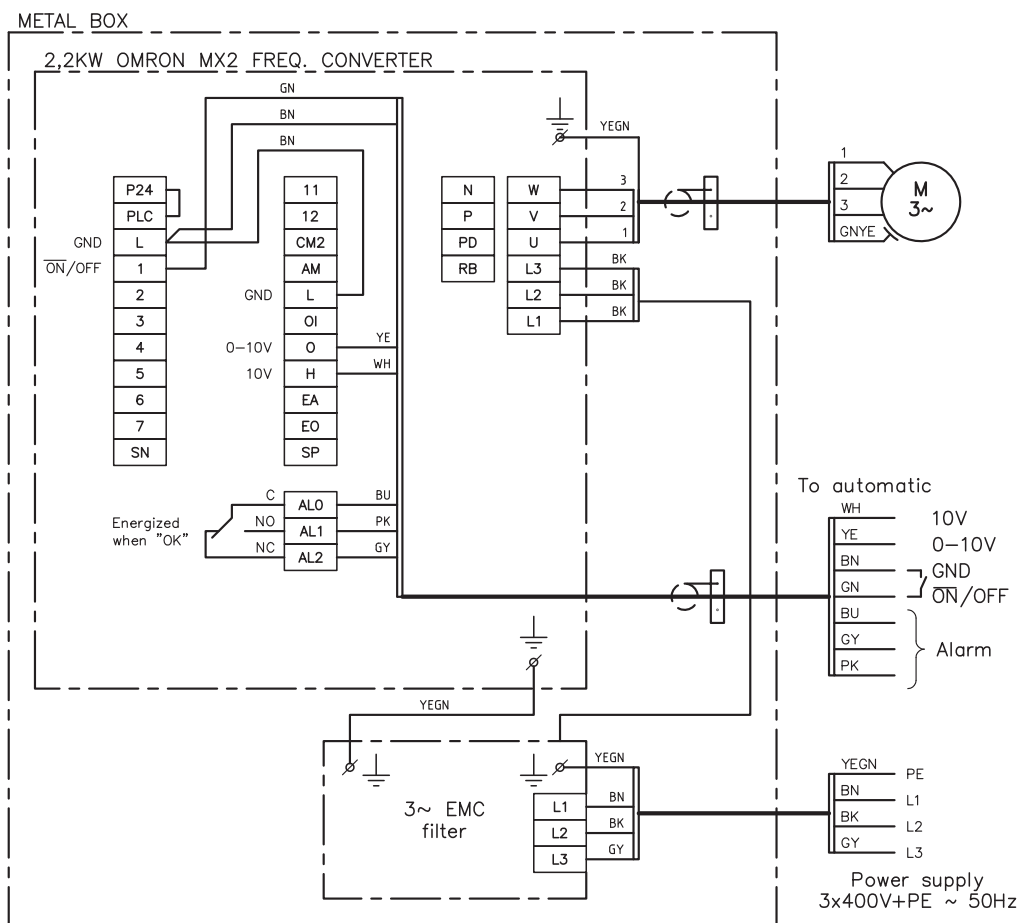 METAL BOX
2,2KW OMRON MX2 FREQ. CONVERTER
GN
BN
BN
YEGN
P24
PLC
GND L
ON/OFF 1
2
3
4
5
6
7
SN
11
12
CM2
AM
GND L
OI
0-10V O YE
10V H WH
EA
EO
SP
N
P
PD
RB
W 3
V 2
U 1
L3 BK
L2 BK
L1 BK
1
2
3
GNYE
M
3~
Energized
when "OK"
C AL0 BU
NO AL1 PK
NC AL2 GY
To automatic
WH 10V
YE 0-10V
BN GND
GN ON/OFF
BU
GY Alarm
PK
YEGN
3~ EMC
filter
YEGN
L1 BN
L2 BK
L3 GY
YEGN PE
BN L1
BK L2
GY L3
Power supply
3x400V+PE ~ 50Hz